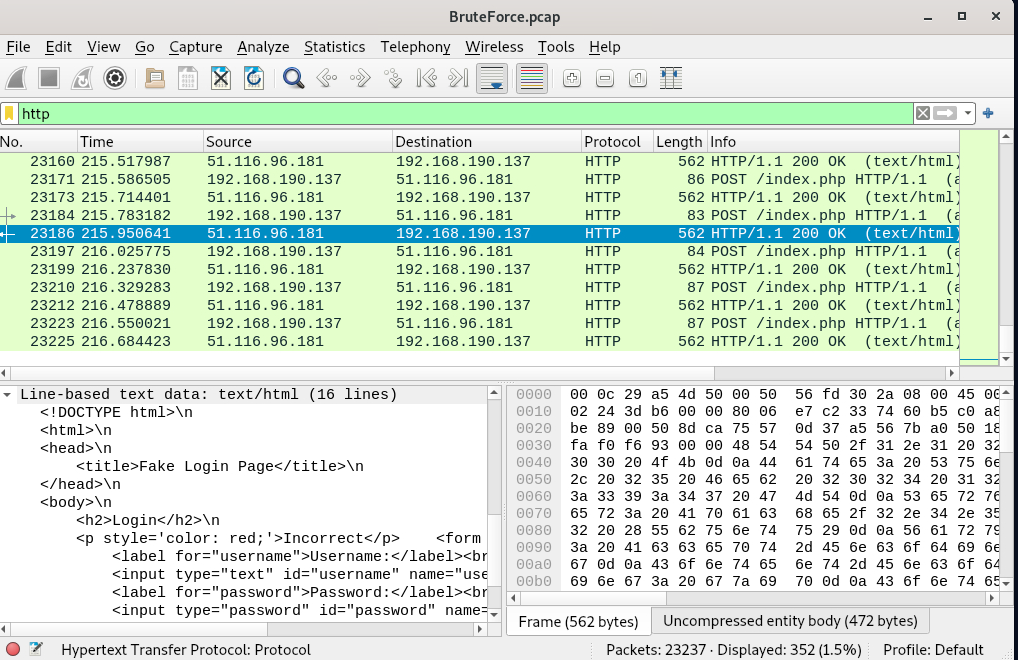 BruteForce.pcap
File Edit View Go Capture Analyze Statistics Telephony Wireless Tools Help
http
No. Time Source Destination Protocol Length Info
23160 215.517987 51.116.96.181 192.168.190.137 HTTP 562 HTTP/1.1 200 OK (text/html)
23171 215.586505 192.168.190.137 51.116.96.181 HTTP 86 POST /index.php HTTP/1.1 (a
23173 215.714401 51.116.96.181 192.168.190.137 HTTP 562 HTTP/1.1 200 OK (text/html)
23184 215.783182 192.168.190.137 51.116.96.181 HTTP 83 POST /index.php HTTP/1.1 (a
23186 215.950641 51.116.96.181 192.168.190.137 HTTP 562 HTTP/1.1 200 OK (text/html)
23197 216.025775 192.168.190.137 51.116.96.181 HTTP 84 POST /index.php HTTP/1.1 (a
23199 216.237830 51.116.96.181 192.168.190.137 HTTP 562 HTTP/1.1 200 OK (text/html)
23210 216.329283 192.168.190.137 51.116.96.181 HTTP 87 POST /index.php HTTP/1.1 (a
23212 216.478889 51.116.96.181 192.168.190.137 HTTP 562 HTTP/1.1 200 OK (text/html)
23223 216.550021 192.168.190.137 51.116.96.181 HTTP 87 POST /index.php HTTP/1.1 (a
23225 216.684423 51.116.96.181 192.168.190.137 HTTP 562 HTTP/1.1 200 OK (text/html)
Line-based text data: text/html (16 lines)
<!DOCTYPE html>\n
<html>\n
<head>\n
<title>Fake Login Page</title>\n
</head>\n
<body>\n
<h2>Login</h2>\n
<p style='color: red;'>Incorrect</p> <form
<label for="username">Username:</label><br
<input type="text" id="username" name="use
<label for="password">Password:</label><br
<input type="password" id="password" name=
0000 00 0c 29 a5 4d 50 00 50 56 fd 30 2a 08 00 45 00
0010 02 24 3d b6 00 00 80 06 e7 c2 33 74 60 b5 c0 a8
0020 be 89 00 50 8d ca 75 57 0d 37 a5 56 7b a0 50 18
0030 fa f0 f6 93 00 00 48 54 54 50 2f 31 2e 31 20 32
0040 30 30 20 4f 4b 0d 0a 44 61 74 65 3a 20 53 75 6e
0050 2c 20 32 35 20 46 65 62 20 32 30 32 34 20 31 32
0060 3a 33 39 3a 34 37 20 47 4d 54 0d 0a 53 65 72 76
0070 65 72 3a 20 41 70 61 63 68 65 2f 32 2e 34 2e 35
0080 32 20 28 55 62 75 6e 74 75 29 0d 0a 56 61 72 79
0090 3a 20 41 63 63 65 70 74 2d 45 6e 63 6f 64 69 6e
00a0 67 0d 0a 43 6f 6e 74 65 6e 74 2d 45 6e 63 6f 64
00b0 69 6e 67 3a 20 67 7a 69 70 0d 0a 43 6f 6e 74 65
Frame (562 bytes) Uncompressed entity body (472 bytes)
Hypertext Transfer Protocol: Protocol Packets: 23237 · Displayed: 352 (1.5%) Profile: Default